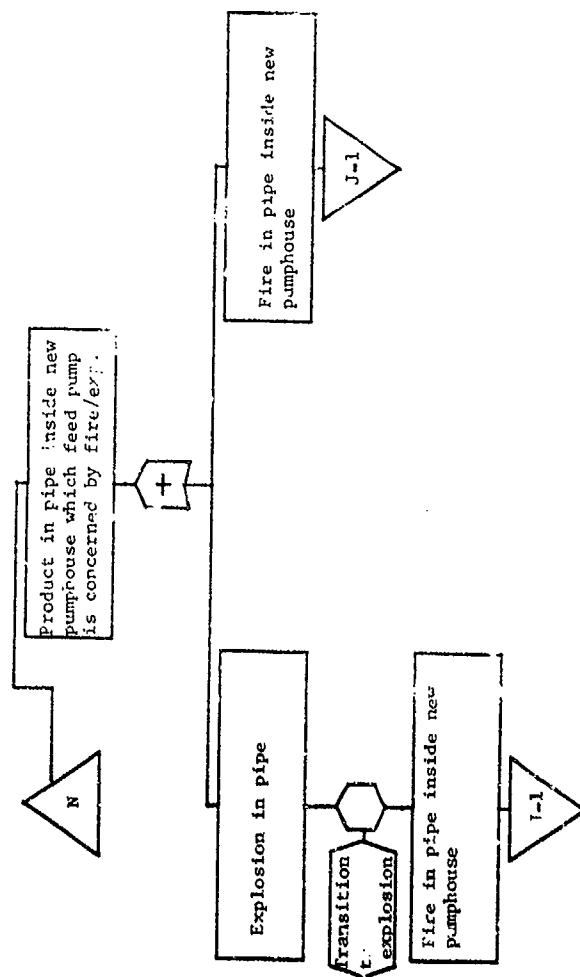 N
Product in pipe inside new
pumphouse which feed pump
is concerned by fire/exp.
+
Explosion in pipe
Fire in pipe inside new
pumphouse
J-1
Transition
explosion
Fire in pipe inside new
pumphouse
J-1